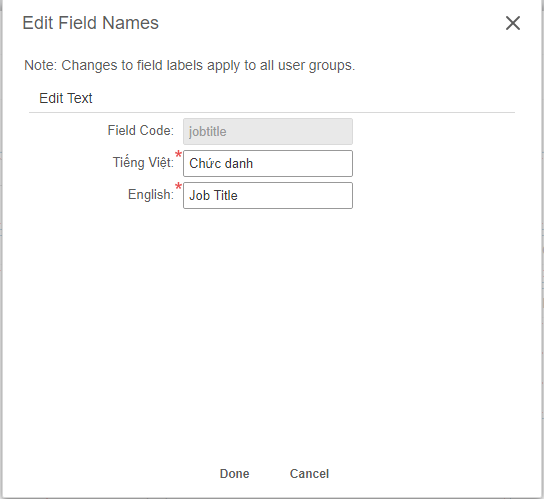 Edit Field Names
Note: Changes to field labels apply to all user groups.
Edit Text
Field Code: jobtitle
Tiếng Việt:* Chức danh
English:* Job Title
Done Cancel